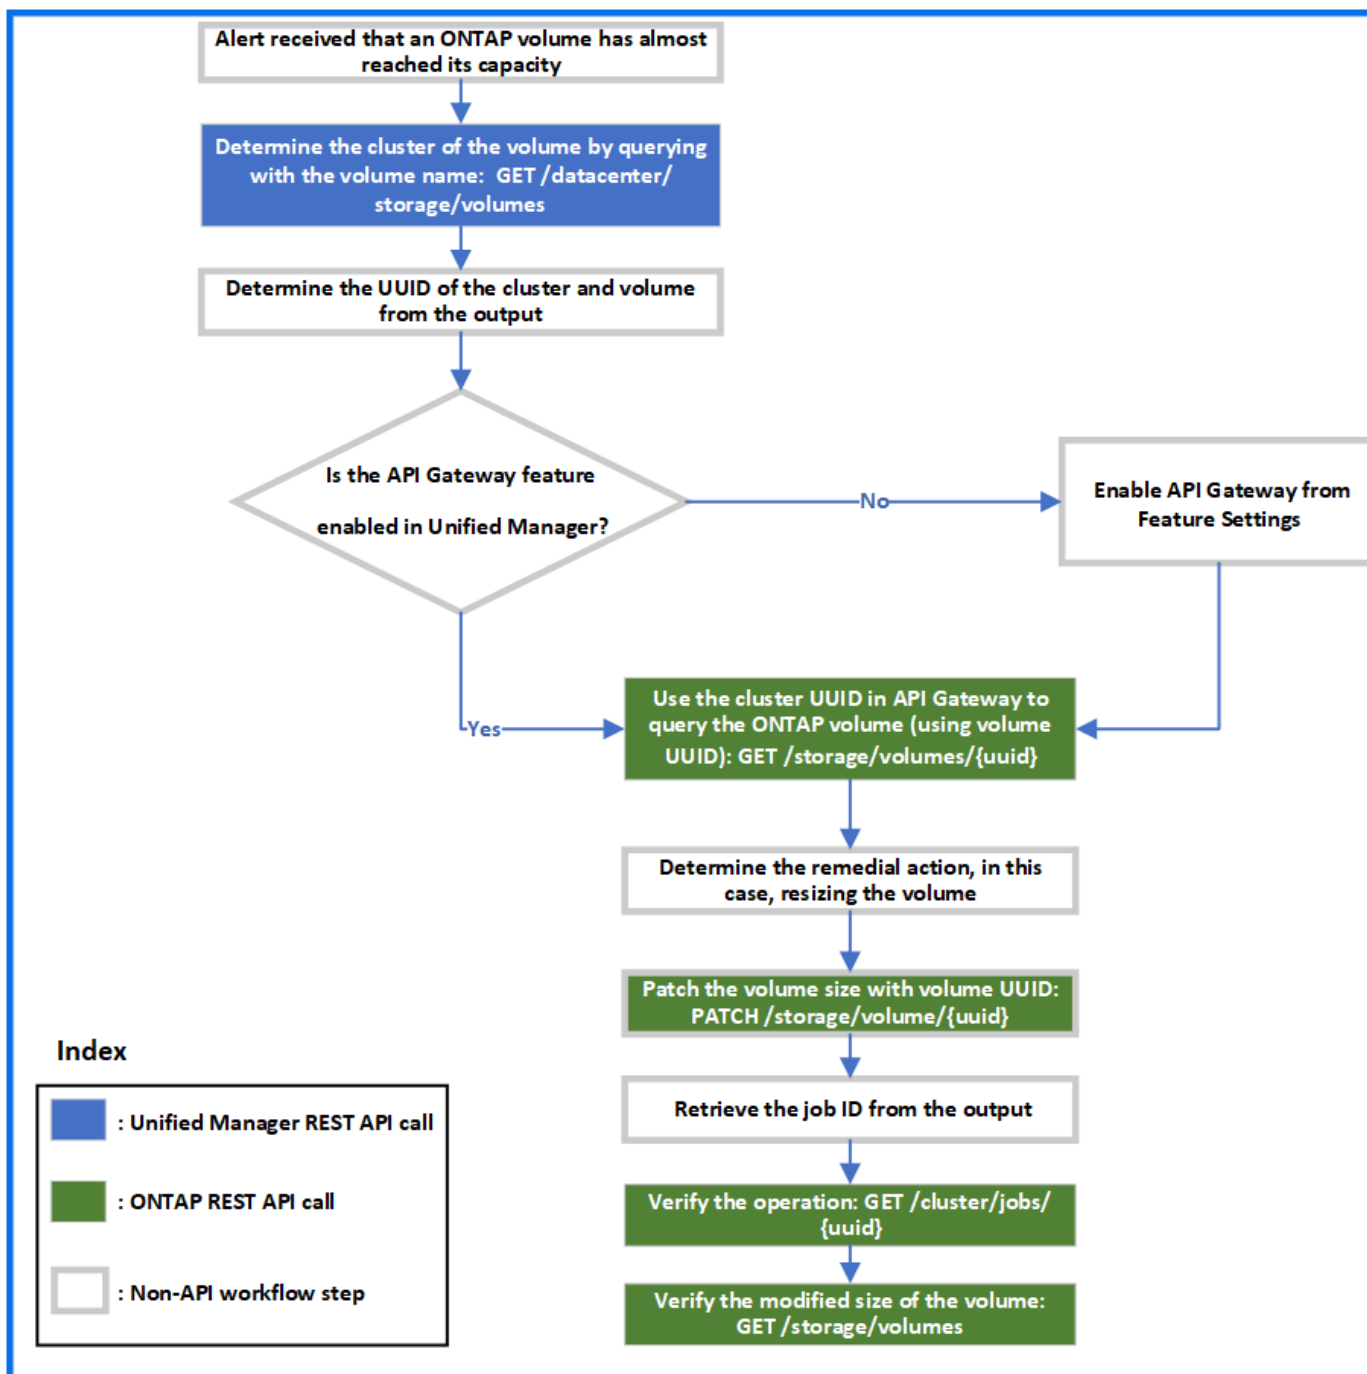 Alert received that an ONTAP volume has almost
reached its capacity
Determine the cluster of the volume by querying
with the volume name:  GET /datacenter/
storage/volumes
Determine the UUID of the cluster and volume
from the output
Is the API Gateway feature
enabled in Unified Manager?
No
Enable API Gateway from
Feature Settings
Yes
Use the cluster UUID in API Gateway to
query the ONTAP volume (using volume
UUID): GET /storage/volumes/{uuid}
Determine the remedial action, in this
case, resizing the volume
Patch the volume size with volume UUID:
PATCH /storage/volume/{uuid}
Retrieve the job ID from the output
Verify the operation: GET /cluster/jobs/
{uuid}
Verify the modified size of the volume:
GET /storage/volumes
Index
: Unified Manager REST API call
: ONTAP REST API call
: Non-API workflow step